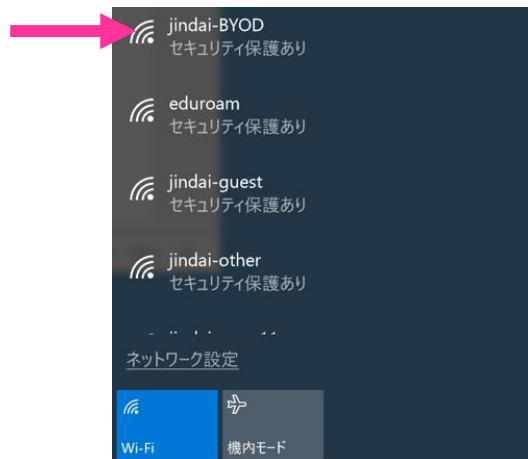 jindai-BYOD
セキュリティ保護あり
eduroam
セキュリティ保護あり
jindai-guest
セキュリティ保護あり
jindai-other
セキュリティ保護あり
ネットワーク設定
Wi-Fi
機内モード